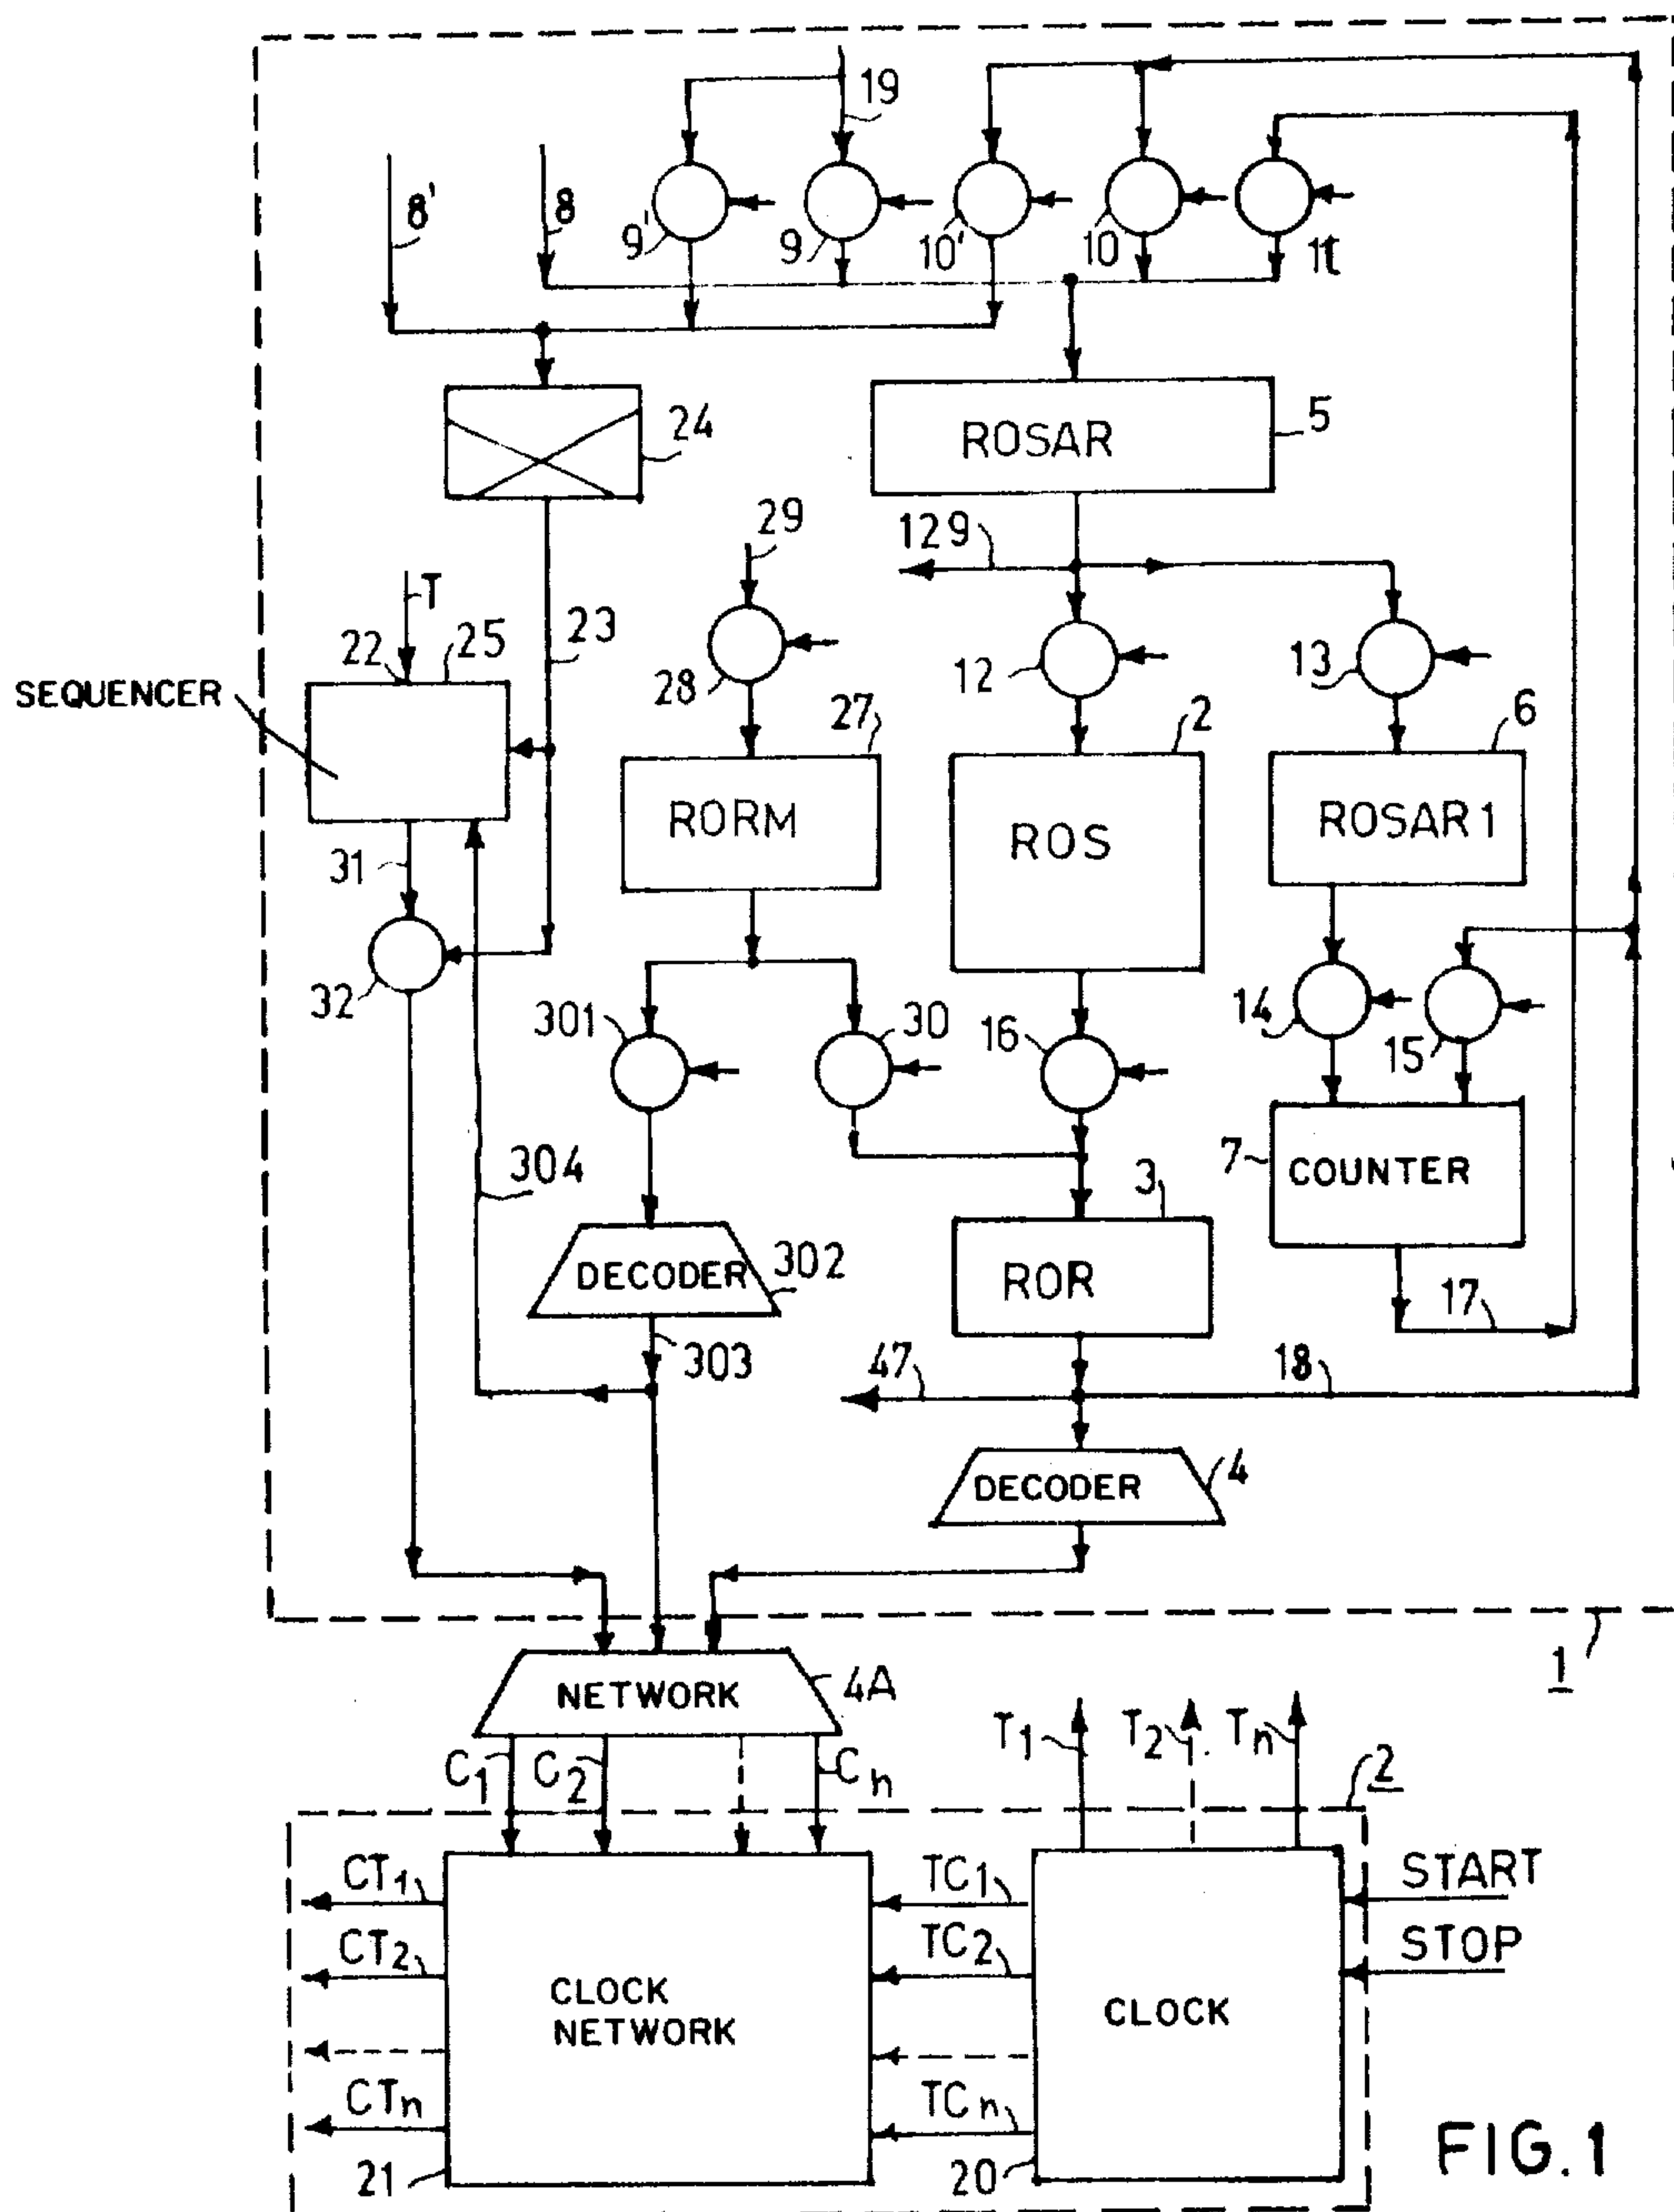 19
8'
8
9'
9
10'
10
11
24
ROSAR
5
29
129
T
22
25
23
SEQUENCER
28
12
13
27
2
6
RORM
ROS
ROSAR 1
31
32
301
30
16
14
15
304
7
COUNTER
3
DECODER
302
ROR
303
47
17
18
DECODER
4
NETWORK
4A
1
C1
C2
Cn
T1
T2
Tn
2
CT1
TC1
START
CT2
TC2
STOP
CLOCK
NETWORK
CLOCK
CTn
TCn
21
20
FIG. 1